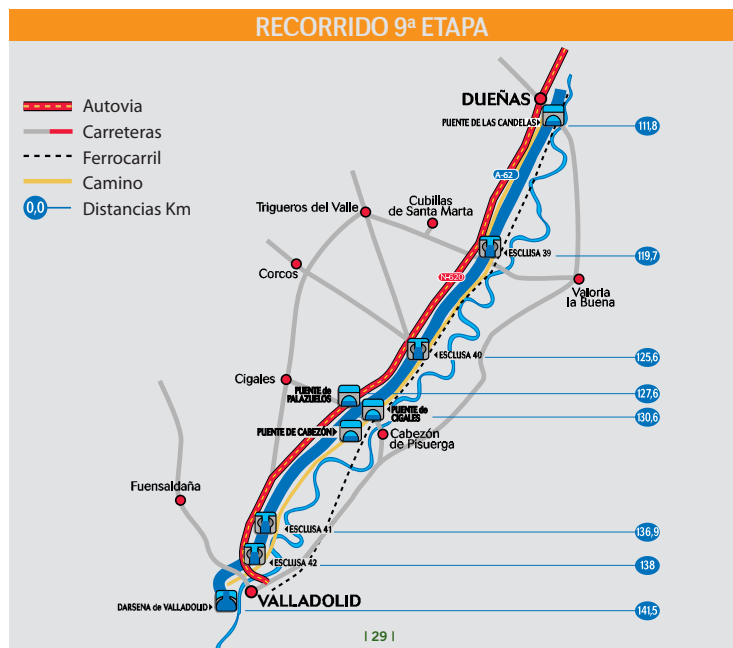 RECORRIDO 9ª ETAPA
Autovia
Carreteras
Ferrocarril
Camino
0,0 Distancias Km
DUEÑAS
PUENTE DE LAS CANDELAS
111,8
A-62
Cubillas
de Santa Marta
Trigueros del Valle
ESCLUSA 39
119,7
Corcos
N-620
Valoria
la Buena
ESCLUSA 40
125,6
Cigales
PUENTE de
PALAZUELOS
127,6
PUENTE de
CIGALES
130,6
PUENTE DE CABEZÓN
Cabezón
de Pisuerga
Fuensaldaña
ESCLUSA 41
136,9
ESCLUSA 42
138
VALLADOLID
DARSENA de VALLADOLID
141,5
| 29 |